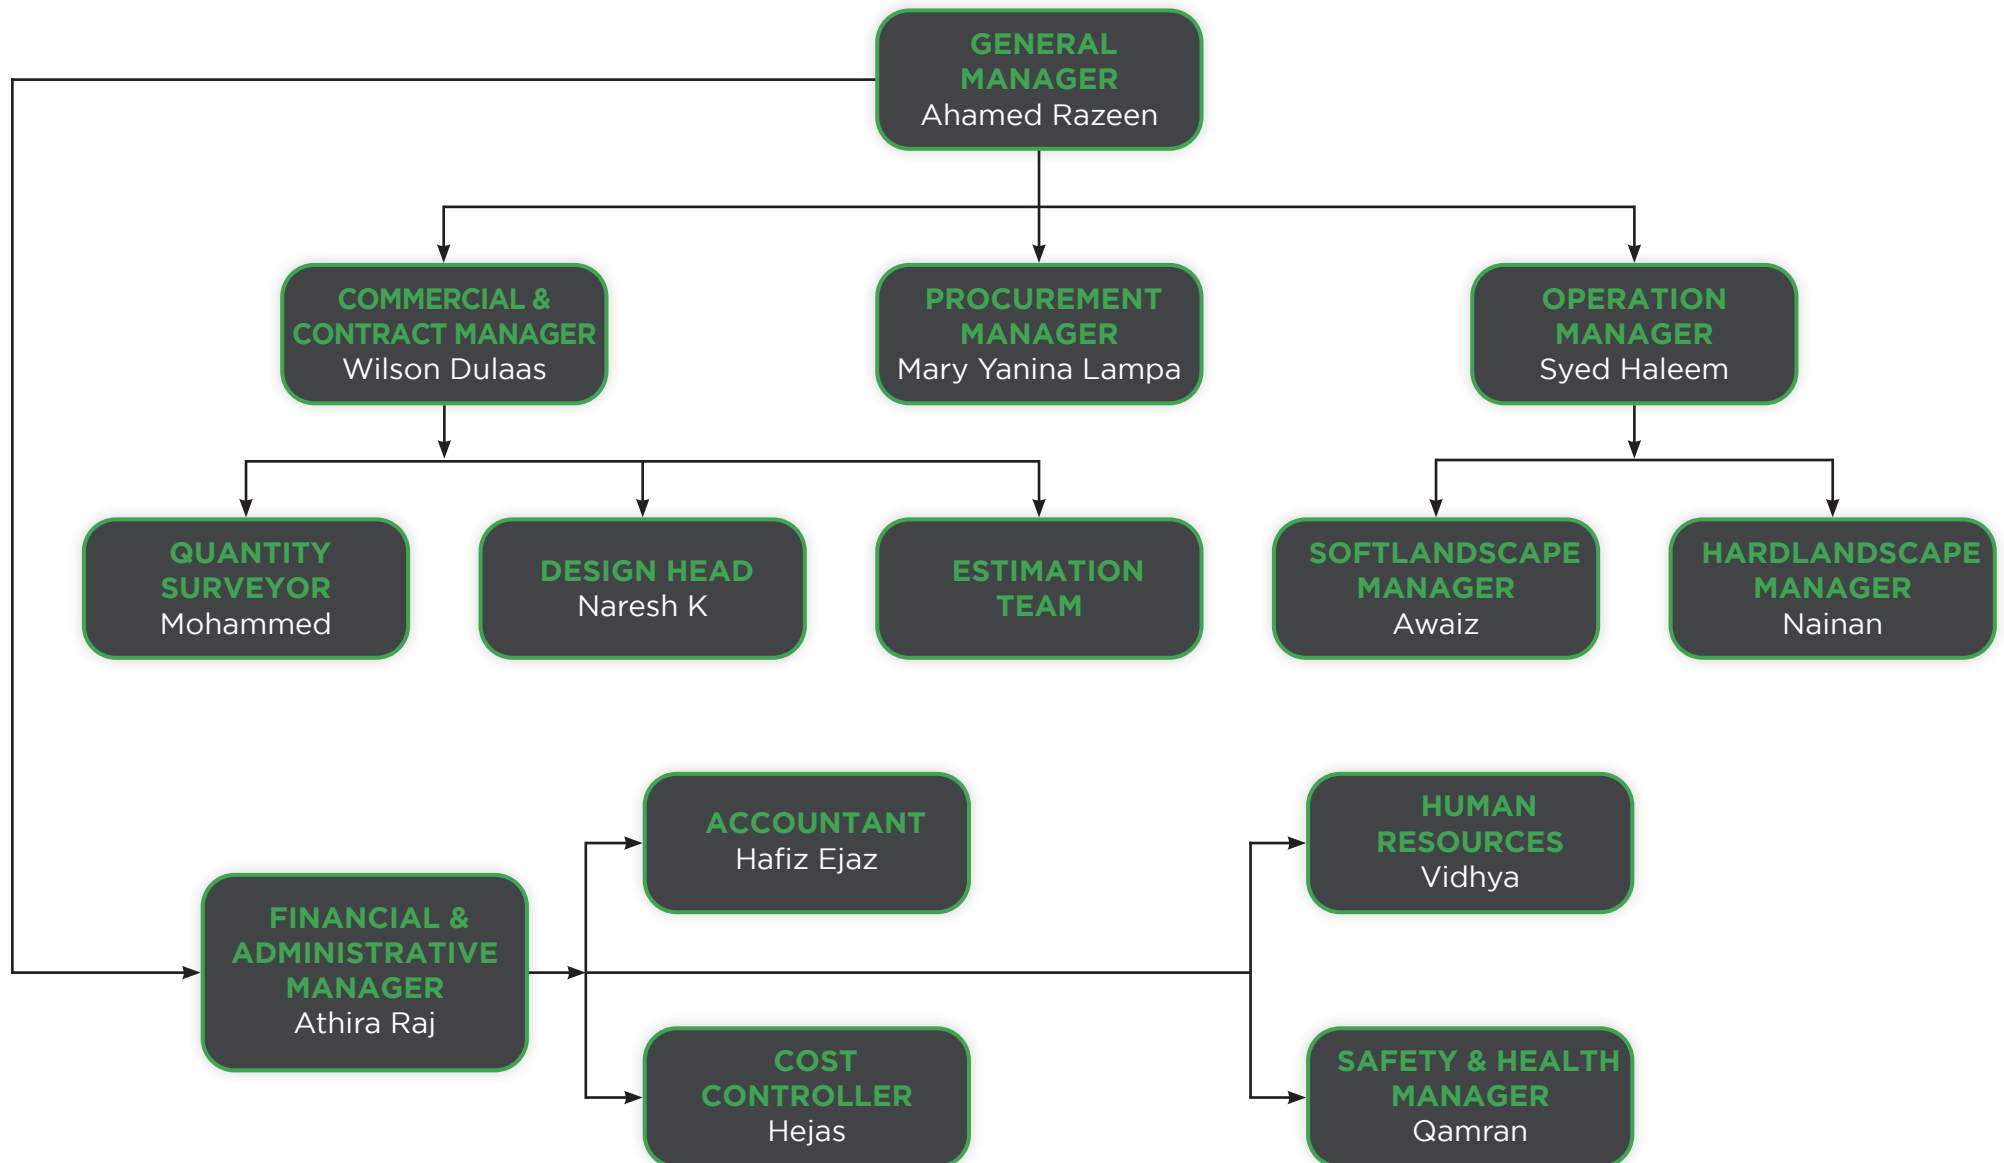 GENERAL
MANAGER
Ahamed Razeen
COMMERCIAL &
CONTRACT MANAGER
Wilson Dulaas
PROCUREMENT
MANAGER
Mary Yanina Lampa
OPERATION
MANAGER
Syed Haleem
QUANTITY
SURVEYOR
Mohammed
DESIGN HEAD
Naresh K
ESTIMATION
TEAM
SOFTLANDSCAPE
MANAGER
Awaiz
HARDLANDSCAPE
MANAGER
Nainan
FINANCIAL &
ADMINISTRATIVE
MANAGER
Athira Raj
ACCOUNTANT
Hafiz Ejaz
COST
CONTROLLER
Hejas
HUMAN
RESOURCES
Vidhya
SAFETY & HEALTH
MANAGER
Qamran